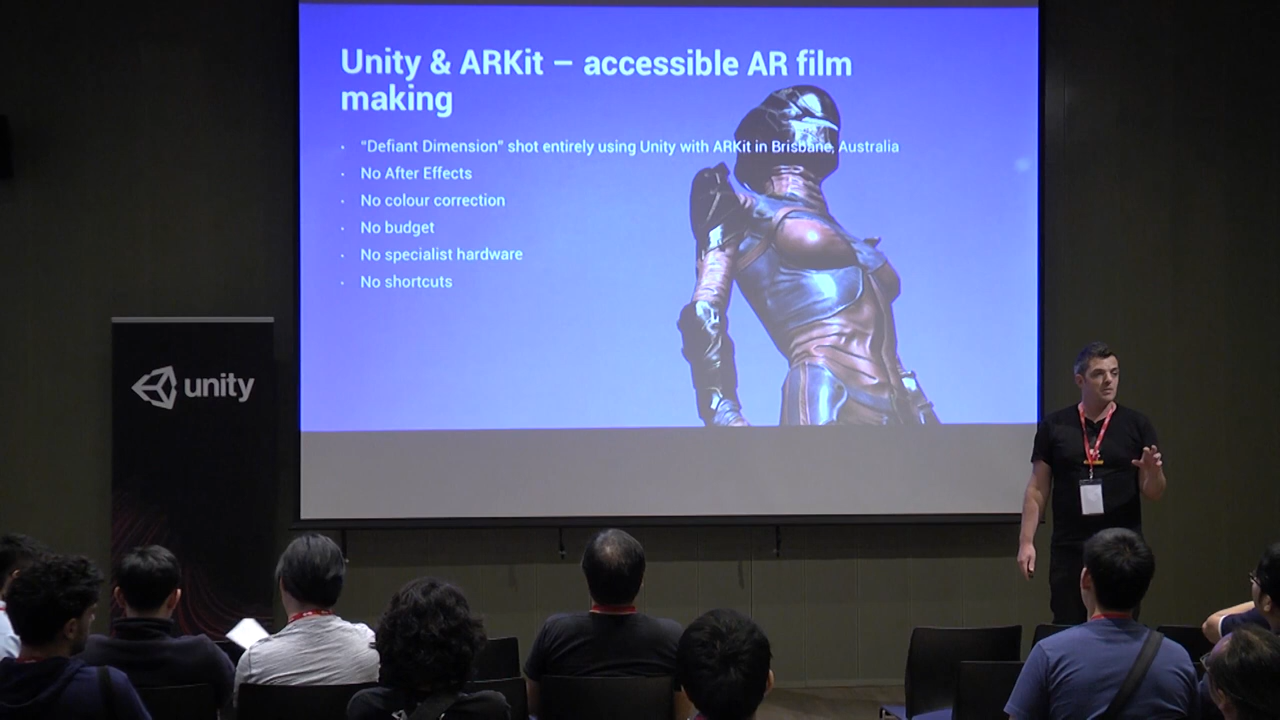 Unity & ARKit – accessible AR film
making
· "Defiant Dimension" shot entirely using Unity with ARKit in Brisbane, Australia
· No After Effects
· No colour correction
· No budget
· No specialist hardware
· No shortcuts
unity